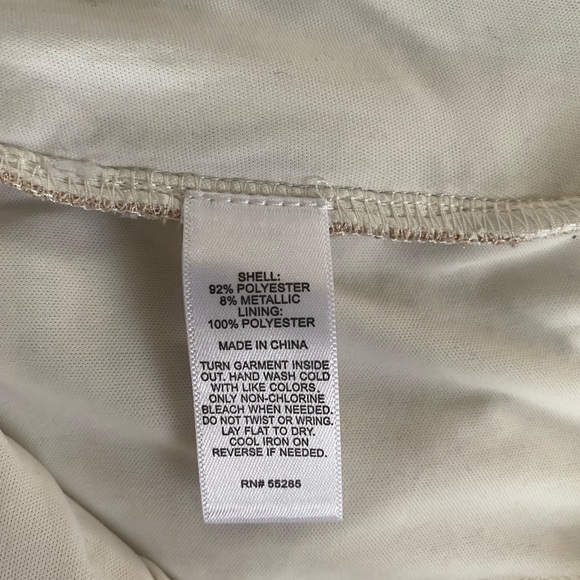 SHELL:
92% POLYESTER
8% METALLIC
LINING:
100% POLYESTER
MADE IN CHINA
TURN GARMENT INSIDE
OUT. HAND WASH COLD
WITH LIKE COLORS.
ONLY NON-CHLORINE
BLEACH WHEN NEEDED.
DO NOT TWIST OR WRING.
LAY FLAT TO DRY.
COOL IRON ON
REVERSE IF NEEDED.
RN# 55285